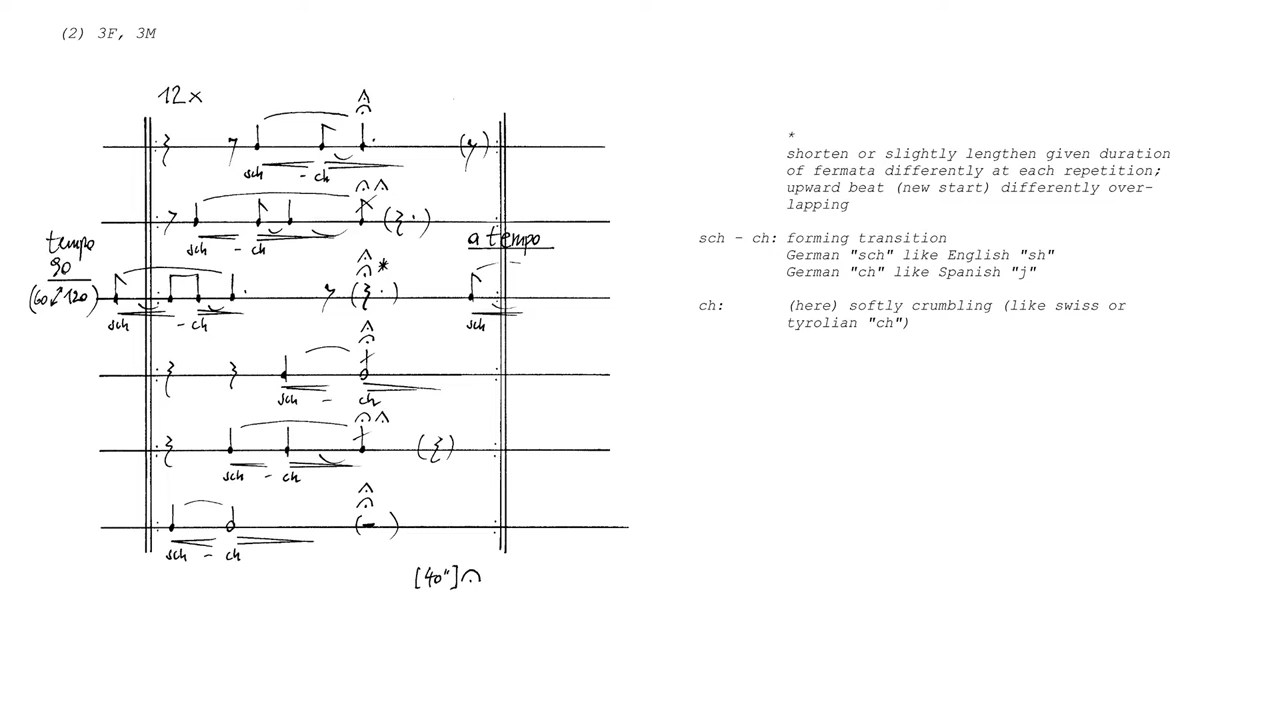 (2) 3F, 3M
12 x
sch - ch
sch - ch
tempo
90
(60 120)
a tempo
sch - ch
sch
sch - ch
sch - ch
sch - ch
[40"]
*
shorten or slightly lengthen given duration
of fermata differently at each repetition;
upward beat (new start) differently over-
lapping
sch - ch: forming transition
German "sch" like English "sh"
German "ch" like Spanish "j"
ch: (here) softly crumbling (like swiss or
tyrolian "ch")